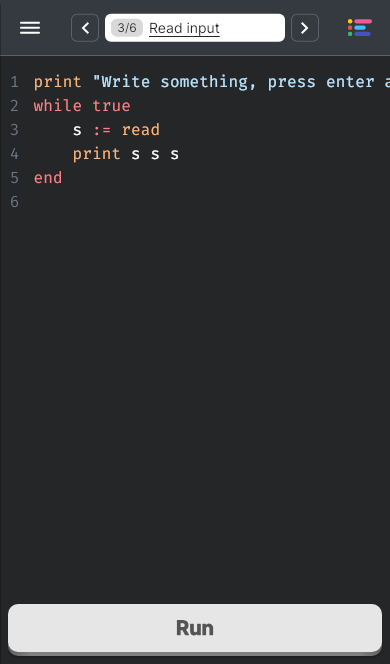 3/6 Read input
1 print "Write something, press enter a
2 while true
3     s := read
4     print s s s
5 end
6
Run